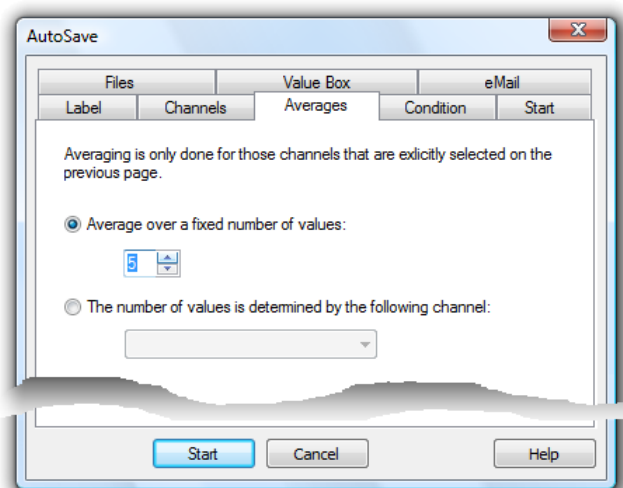 AutoSave
Files Value Box eMail
Label Channels Averages Condition Start
Averaging is only done for those channels that are exlicitly selected on the
previous page.
Average over a fixed number of values:
5
The number of values is determined by the following channel:
Start Cancel Help